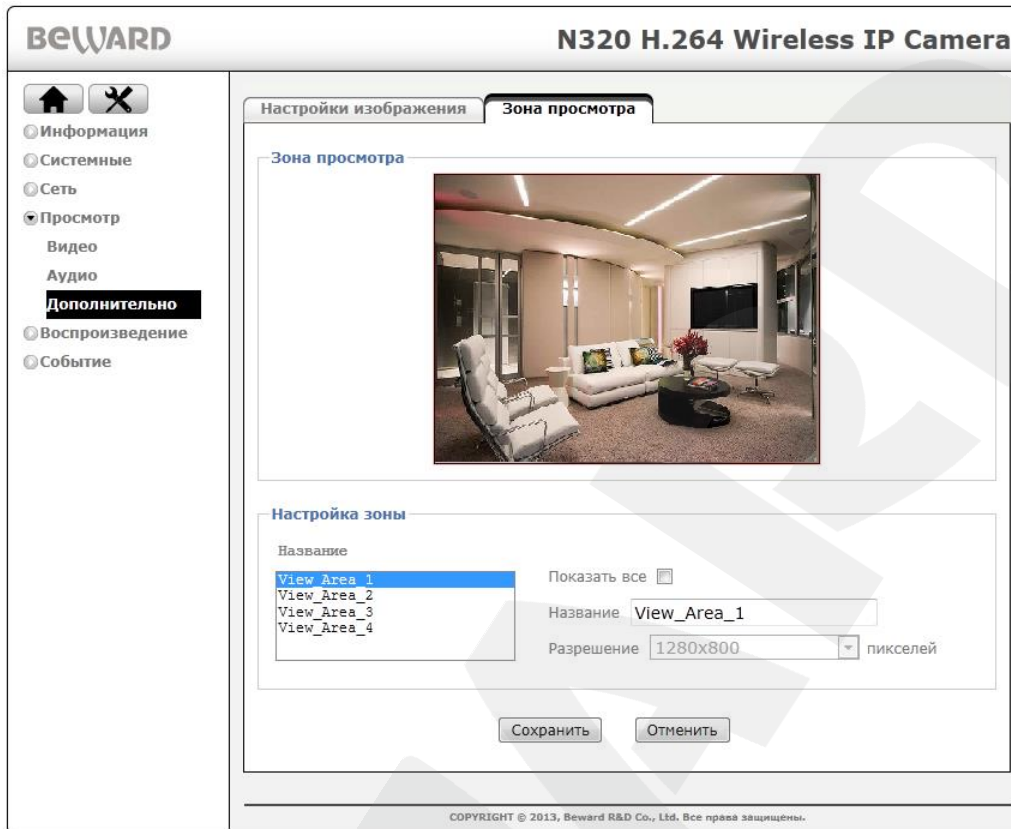 BEWARD
N320 H.264 Wireless IP Camera
Информация
Системные
Сеть
Просмотр
Видео
Аудио
Дополнительно
Воспроизведение
Событие
Настройки изображения
Зона просмотра
Зона просмотра
Настройка зоны
Название
View_Area_1
View_Area_2
View_Area_3
View_Area_4
Показать все
Название View_Area_1
Разрешение 1280x800 пикселей
Сохранить Отменить
COPYRIGHT © 2013, Beward R&D Co., Ltd. Все права защищены.